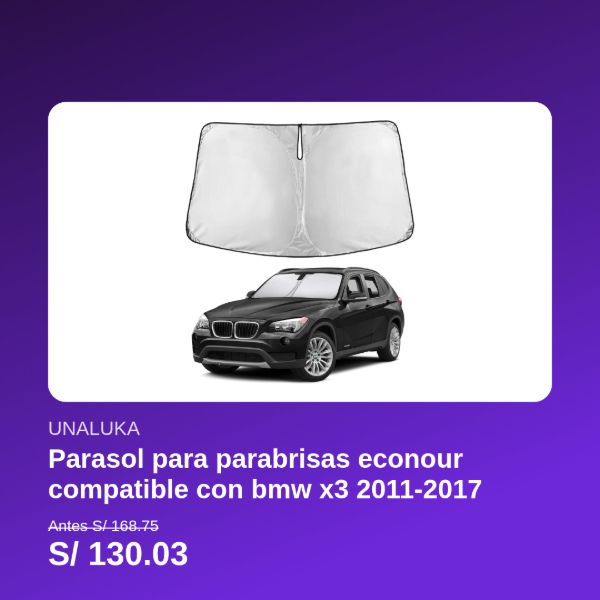 UNALUKA
Parasol para parabrisas econour
compatible con bmw x3 2011-2017
Antes S/ 168.75
S/ 130.03